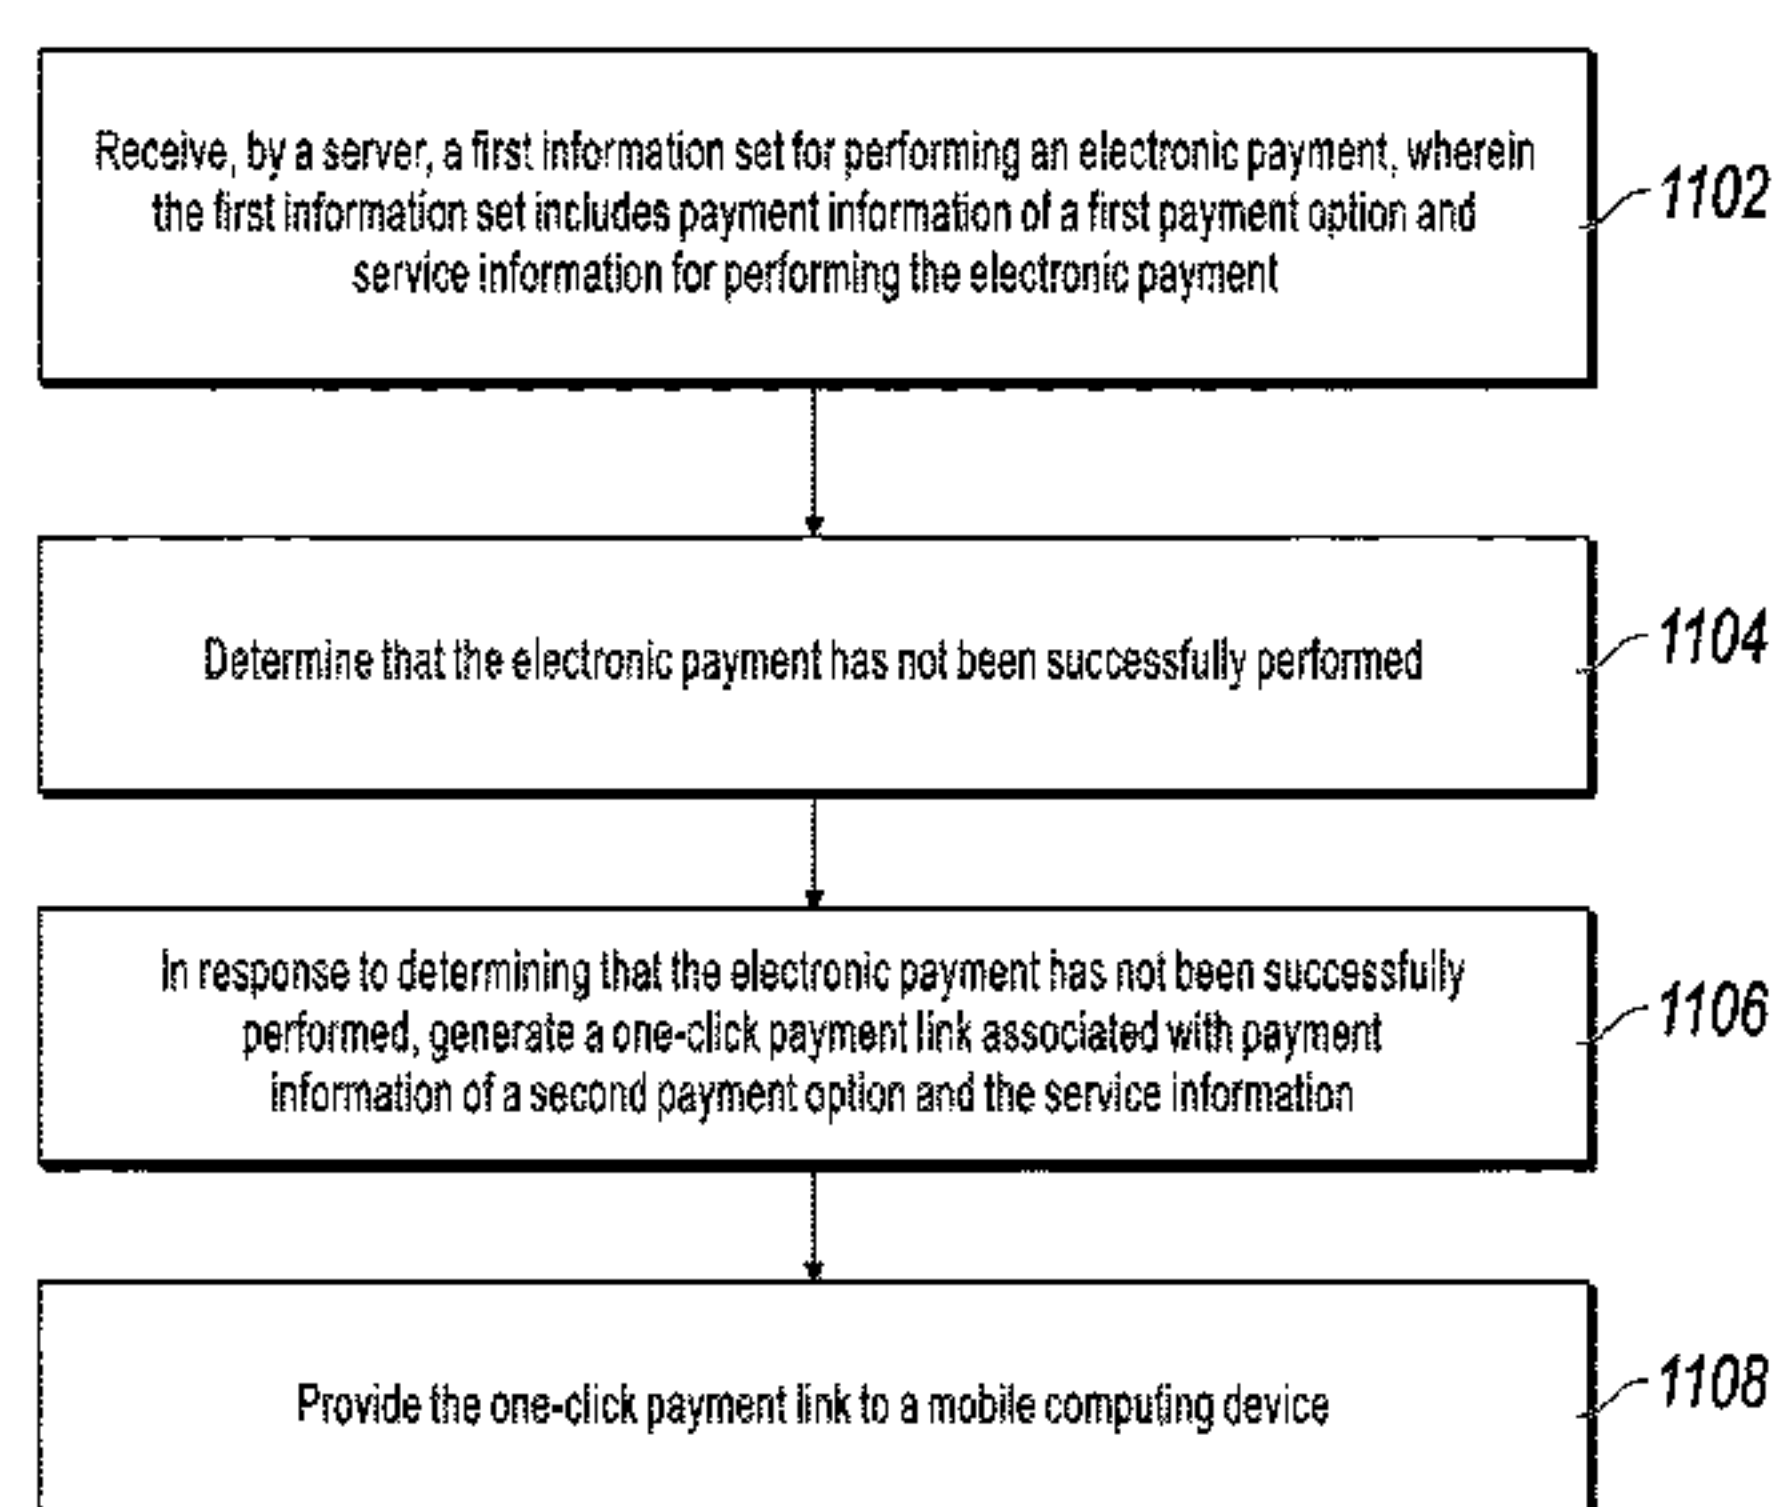 Receive, by a server, a first information set for performing an electronic payment, wherein
the first information set includes payment information of a first payment option and
service information for performing the electronic payment
1102
Determine that the electronic payment has not been successfully performed
1104
In response to determining that the electronic payment has not been successfully
performed, generate a one-click payment link associated with payment
information of a second payment option and the service information
1106
Provide the one-click payment link to a mobile computing device
1108